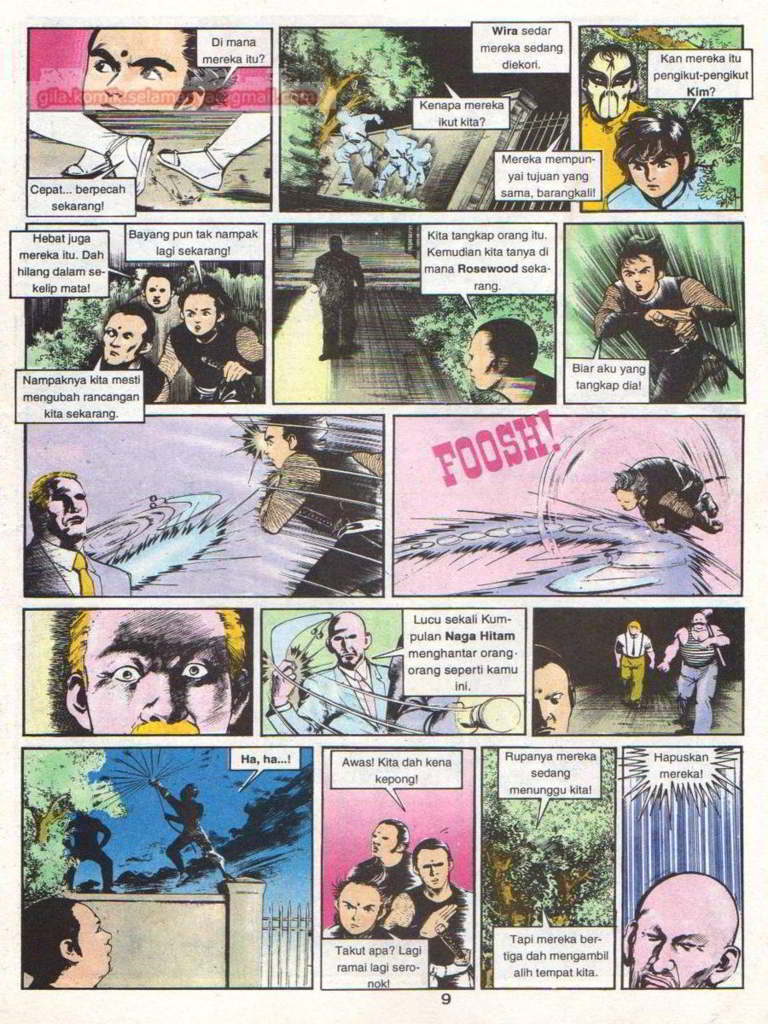 Di mana
mereka itu?
gila.komik.selamanya@gmail.com
Cepat... berpecah
sekarang!
Wira sedar
mereka sedang
diekori.
Kenapa mereka
ikut kita?
Mereka mempun-
yai tujuan yang
sama, barangkali!
Kan mereka itu
pengikut-pengikut
Kim?
Hebat juga
mereka itu. Dah
hilang dalam se-
kelip mata!
Bayang pun tak nampak
lagi sekarang!
Nampaknya kita mesti
mengubah rancangan
kita sekarang.
Kita tangkap orang itu.
Kemudian kita tanya di
mana Rosewood seka-
rang.
Biar aku yang
tangkap dia!
FOOSH!
Lucu sekali Kum-
pulan Naga Hitam
menghantar orang-
orang seperti kamu
ini.
Ha, ha...!
Awas! Kita dah kena
kepong!
Takut apa? Lagi
ramai lagi sero-
nok!
Rupanya mereka
sedang
menunggu kita!
Tapi mereka ber-
tiga dah mengambil
alih tempat kita.
Hapuskan
mereka!
9